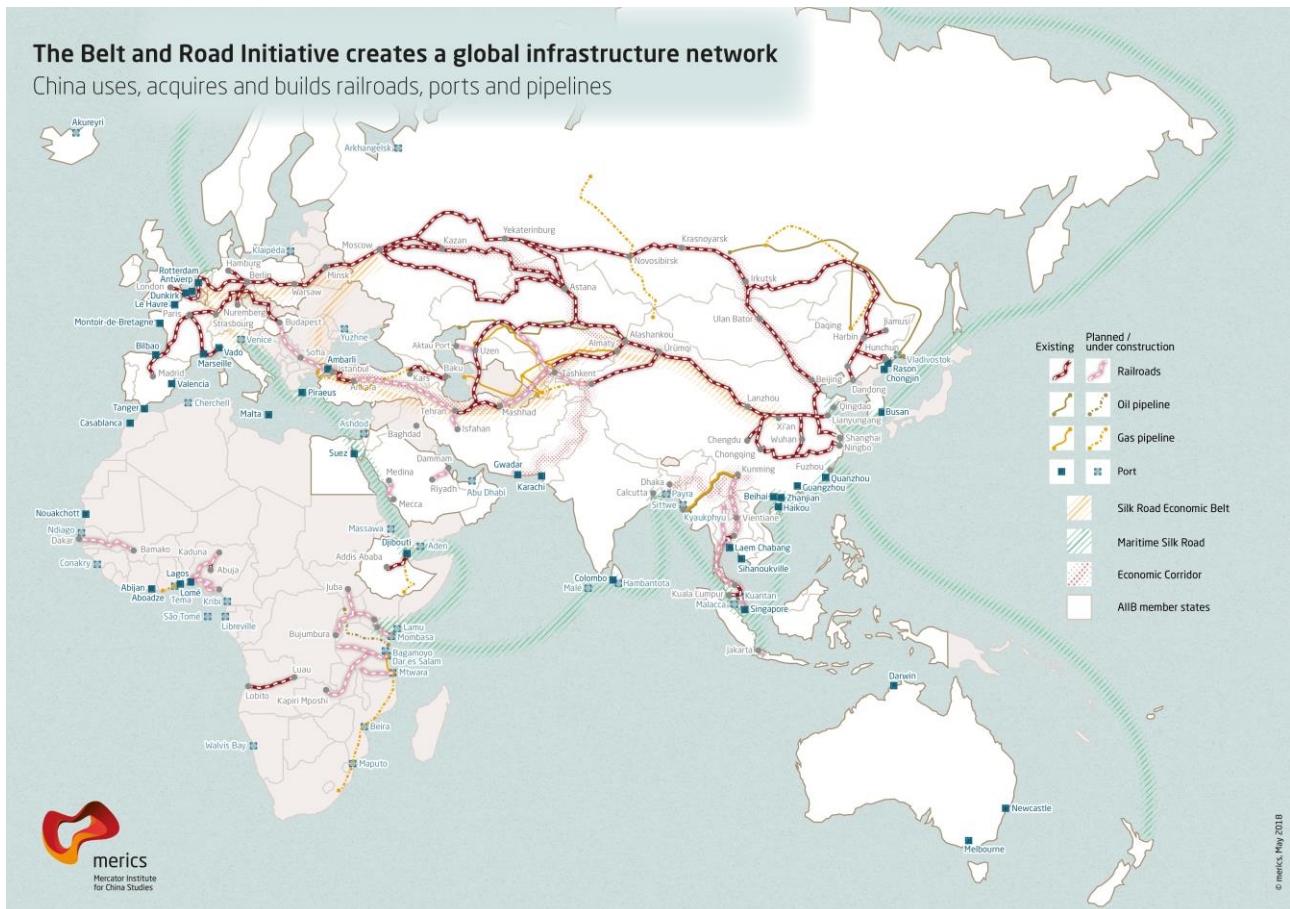 The Belt and Road Initiative creates a global infrastructure network
China uses, acquires and builds railroads, ports and pipelines
Akureyri
Arkhangelsk
Moscow
Kazan
Yekaterinburg
Krasnoyarsk
Novosibirsk
Irkutsk
Klaipėda
Hamburg
Rotterdam
Antwerp
London
Dunkirk
Le Havre
Berlin
Minsk
Warsaw
Paris
Nuremberg
Strasbourg
Montoir-de-Bretagne
Budapest
Venice
Yuzhne
Astana
Ulan Bator
Daqing
Jiamusi
Harbin
Hunchun
Vladivostok
Rason
Chongjin
Alashankou
Almaty
Ürümqi
Bilbao
Madrid
Marseille
Vado
Valencia
Sofia
Ambarli
Istanbul
Ankara
Kars
Baku
Aktau Port
Uzen
Tashkent
Beijing
Dandong
Lanzhou
Qingdao
Lianyungang
Busan
Tanger
Casablanca
Cherchell
Malta
Piraeus
Tehran
Mashhad
Isfahan
Xi'an
Wuhan
Chengdu
Chongqing
Shanghai
Ningbo
Ashdod
Suez
Baghdad
Dammam
Medina
Riyadh
Mecca
Abu Dhabi
Gwadar
Karachi
Dhaka
Calcutta
Payra
Sittwe
Kyaukphyu
Kunming
Fuzhou
Quanzhou
Guangzhou
Beihai
Zhanjian
Haikou
Vientiane
Nouakchott
Ndiago
Dakar
Bamako
Conakry
Kaduna
Abuja
Lagos
Lomé
Abijan
Aboadze
Tema
Kribi
São Tomé
Libreville
Massawa
Djibouti
Aden
Addis Ababa
Juba
Laem Chabang
Sihanoukville
Colombo
Hambantota
Malé
Kuala Lumpur
Kuantan
Malacca
Singapore
Jakarta
Bujumbura
Lamu
Mombasa
Bagamoyo
Dar es Salam
Mtwara
Luau
Lobito
Kapiri Mposhi
Beira
Walvis Bay
Maputo
Darwin
Newcastle
Melbourne
Existing
Planned /
under construction
Railroads
Oil pipeline
Gas pipeline
Port
Silk Road Economic Belt
Maritime Silk Road
Economic Corridor
AIIB member states
merics
Mercator Institute
for China Studies
© merics, May 2018